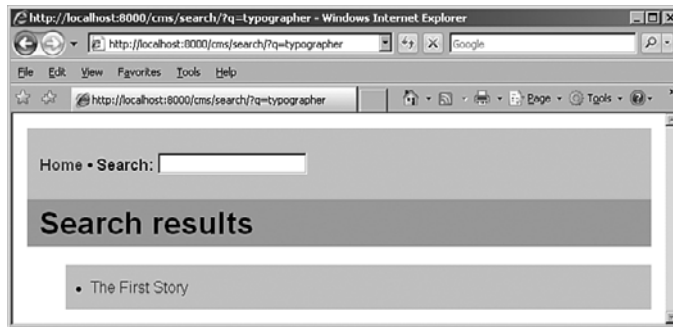 http://localhost:8000/cms/search/?q=typographer - Windows Internet Explorer
http://localhost:8000/cms/search/?q=typographer Google
File Edit View Favorites Tools Help
http://localhost:8000/cms/search/?q=typographer Page Tools
Home • Search:
Search results
• The First Story